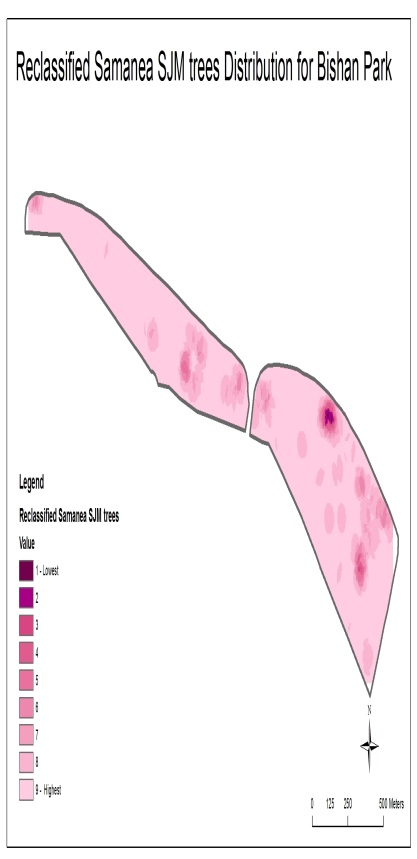 Reclassified Samanea SJM trees Distribution for Bishan Park
Legend
Reclassified Samanea SJM trees
Value
1 - Lowest
2
3
4
5
6
7
8
9 - Highest
N
0 125 250 500 Meters